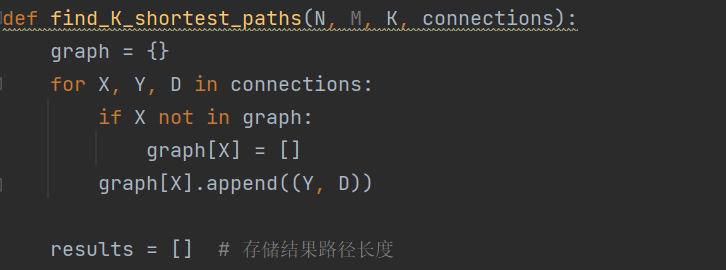 def find_K_shortest_paths(N, M, K, connections):
    graph = {}
    for X, Y, D in connections:
        if X not in graph:
            graph[X] = []
        graph[X].append((Y, D))
    results = []  # 存储结果路径长度